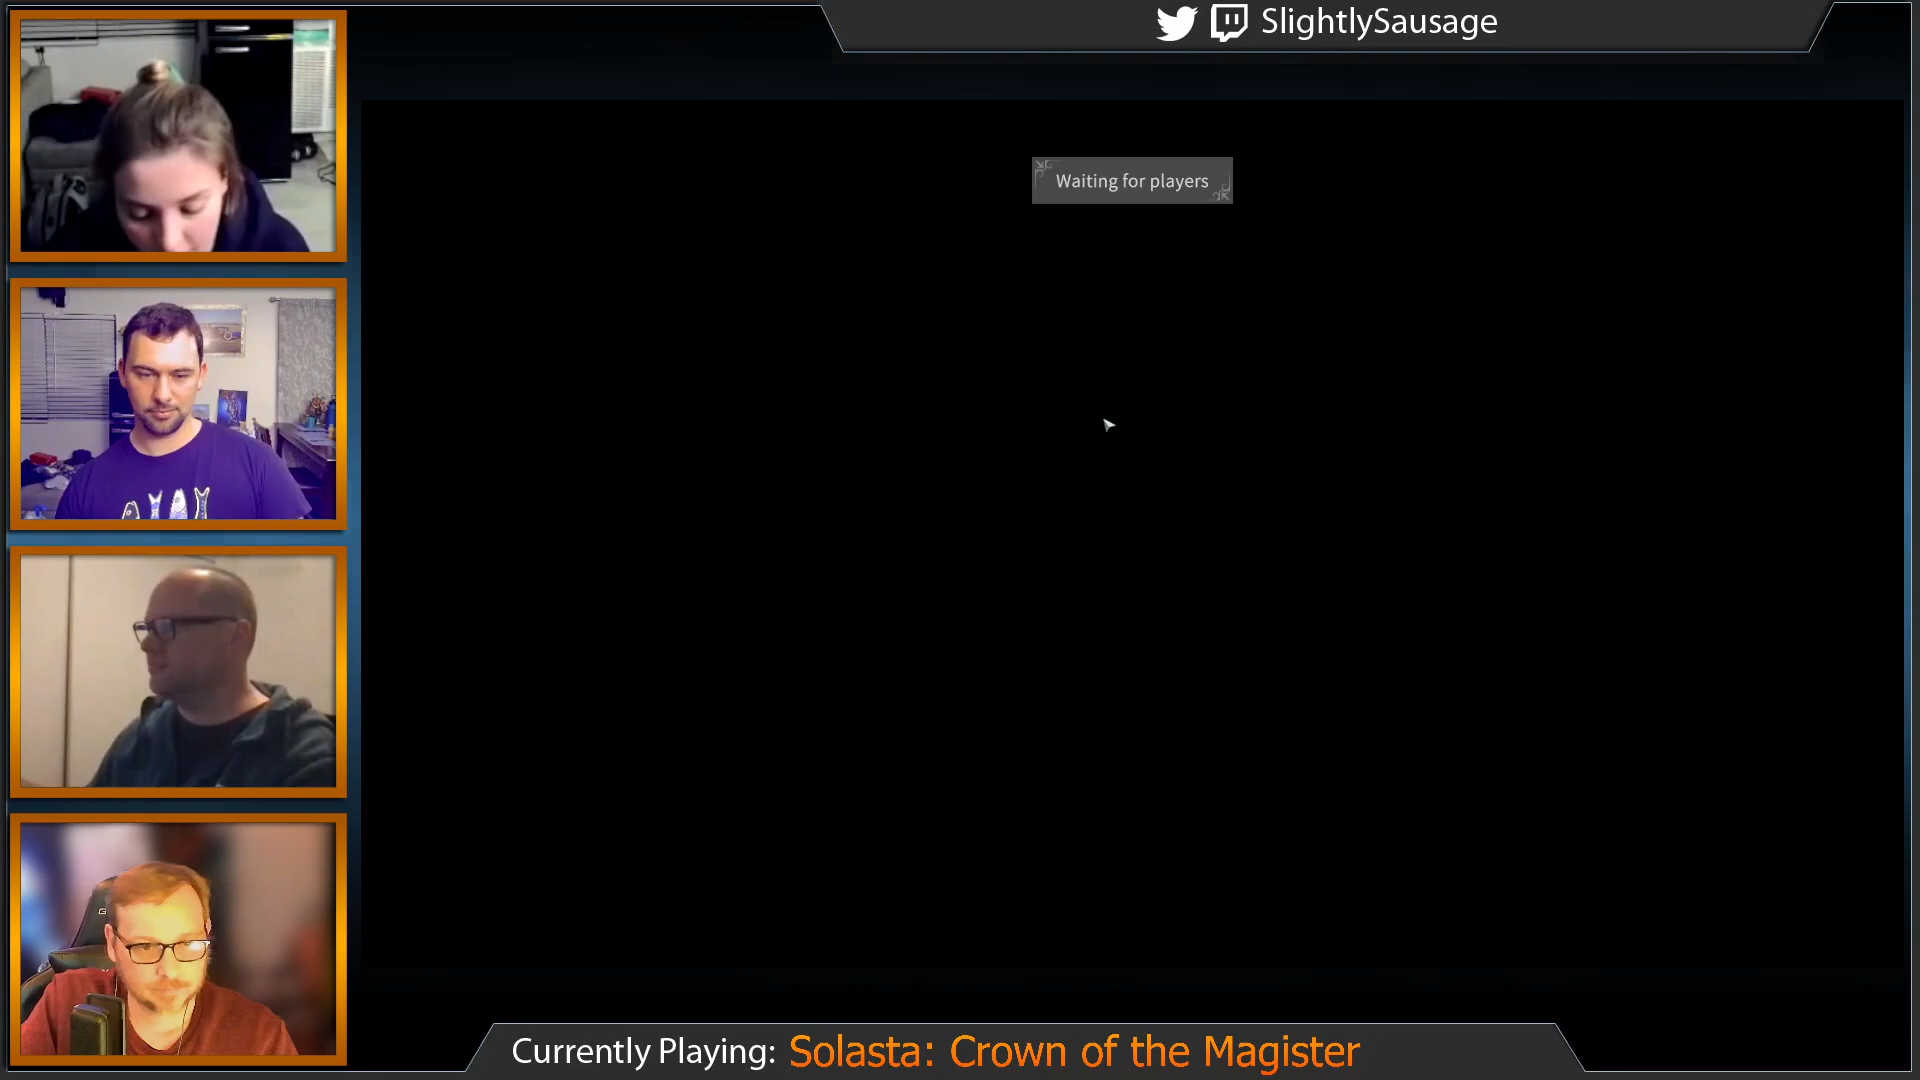 SlightlySausage
Waiting for players
Currently Playing: Solasta: Crown of the Magister